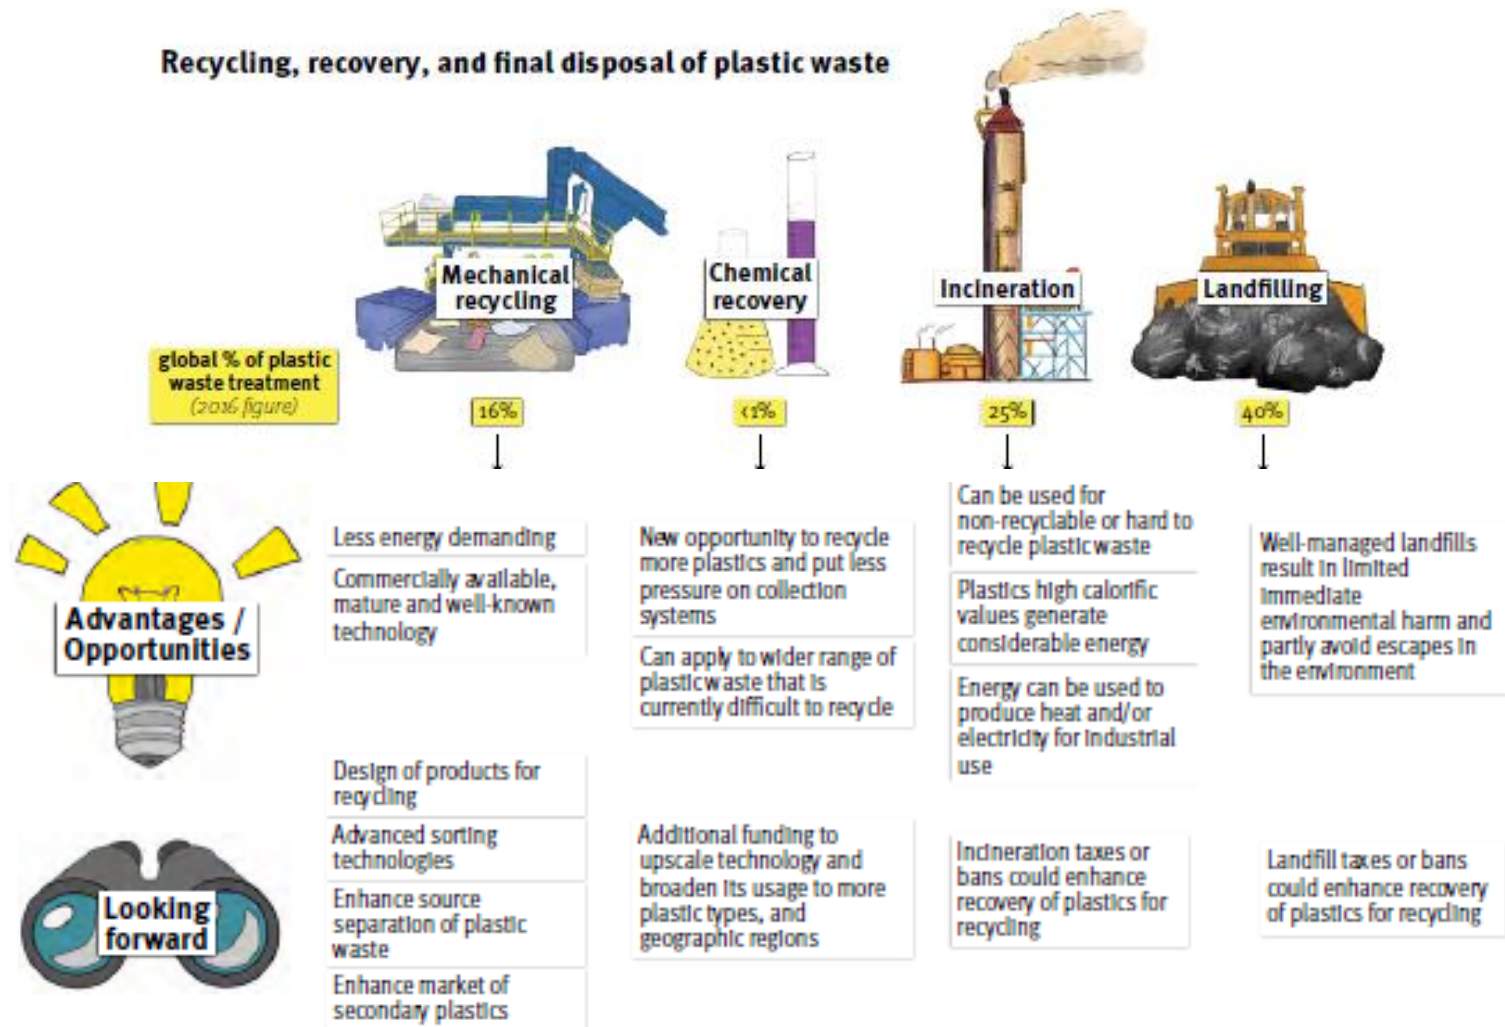 Recycling, recovery, and final disposal of plastic waste
Mechanical
recycling
Chemical
recovery
Incineration
Landfilling
global % of plastic
waste treatment
(2016 figure)
16%
<1%
25%
40%
Advantages /
Opportunities
Less energy demanding
Commercially available,
mature and well-known
technology
New opportunity to recycle
more plastics and put less
pressure on collection
systems
Can apply to wider range of
plastic waste that is
currently difficult to recycle
Can be used for
non-recyclable or hard to
recycle plastic waste
Plastics high calorific
values generate
considerable energy
Energy can be used to
produce heat and/or
electricity for industrial
use
Well-managed landfills
result in limited
immediate
environmental harm and
partly avoid escapes in
the environment
Looking
forward
Design of products for
recycling
Advanced sorting
technologies
Enhance source
separation of plastic
waste
Enhance market of
secondary plastics
Additional funding to
upscale technology and
broaden its usage to more
plastic types, and
geographic regions
Incineration taxes or
bans could enhance
recovery of plastics for
recycling
Landfill taxes or bans
could enhance recovery
of plastics for recycling